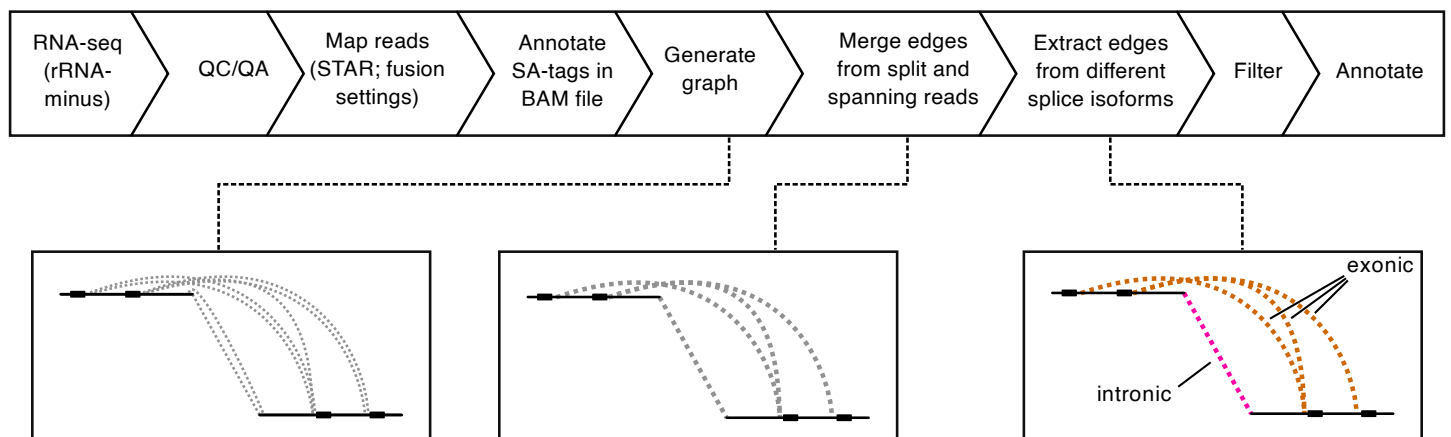 RNA-seq
(rRNA-
minus)
QC/QA
Map reads
(STAR; fusion
settings)
Annotate
SA-tags in
BAM file
Generate
graph
Merge edges
from split and
spanning reads
Extract edges
from different
splice isoforms
Filter
Annotate
exonic
intronic